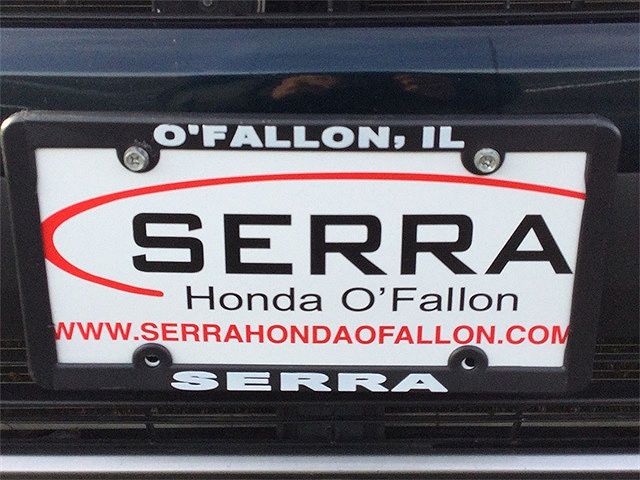 O'FALLON, IL
SERRA
Honda O'Fallon
WWW.SERRAHONDAOFALLON.COM
SERRA